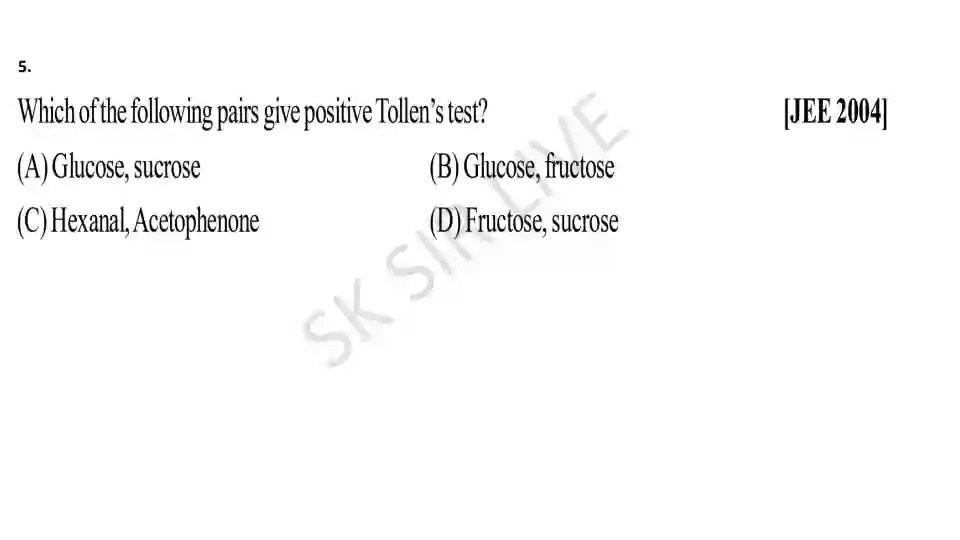 5.
Which of the following pairs give positive Tollen's test? [JEE 2004]
(A) Glucose, sucrose (B) Glucose, fructose
(C) Hexanal, Acetophenone (D) Fructose, sucrose
SK SIR LIVE